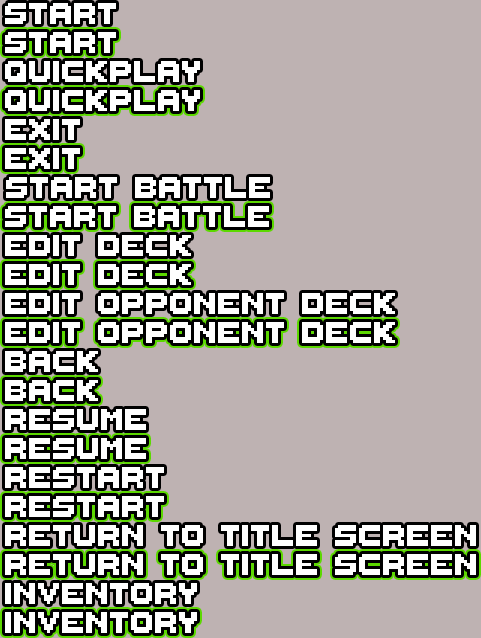 START
START
QUICKPLAY
QUICKPLAY
EXIT
EXIT
START BATTLE
START BATTLE
EDIT DECK
EDIT DECK
EDIT OPPONENT DECK
EDIT OPPONENT DECK
BACK
BACK
RESUME
RESUME
RESTART
RESTART
RETURN TO TITLE SCREEN
RETURN TO TITLE SCREEN
INVENTORY
INVENTORY